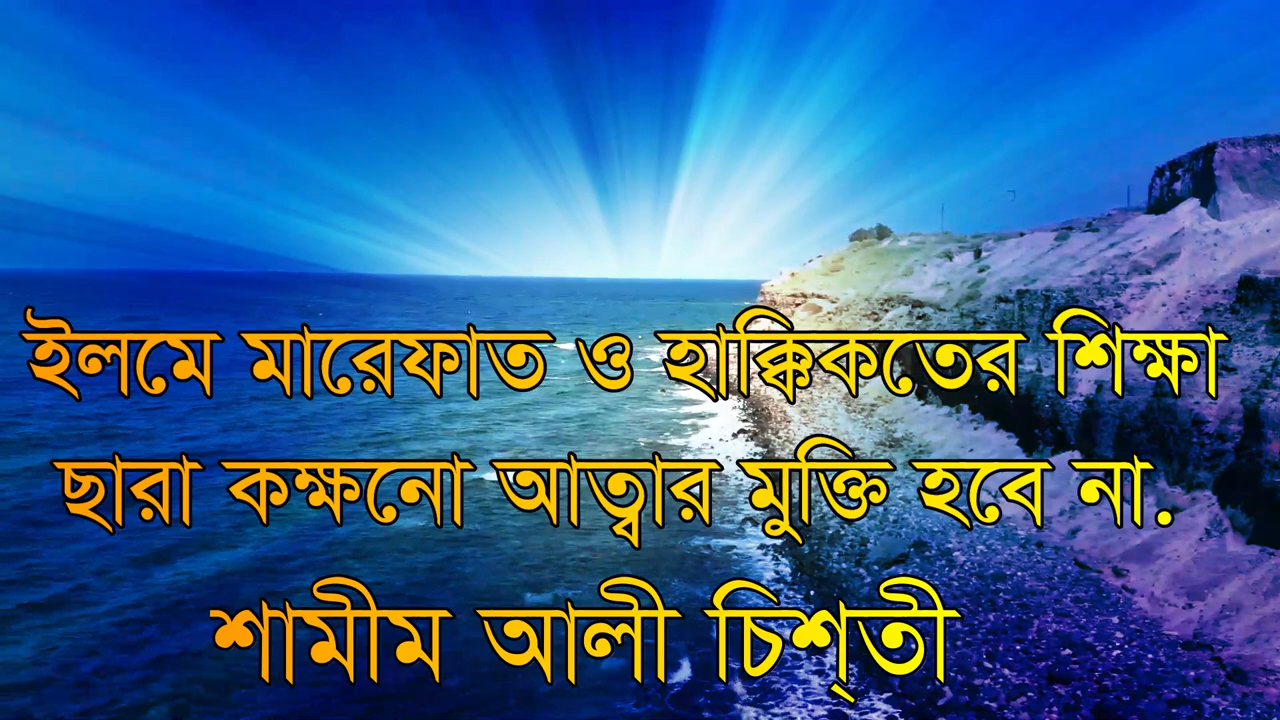 ইলমে মারেফাত ও হাক্কিকতের শিক্ষা
ছারা কক্ষনো আত্বার মুক্তি হবে না.
শামীম আলী চিশ্‌তী